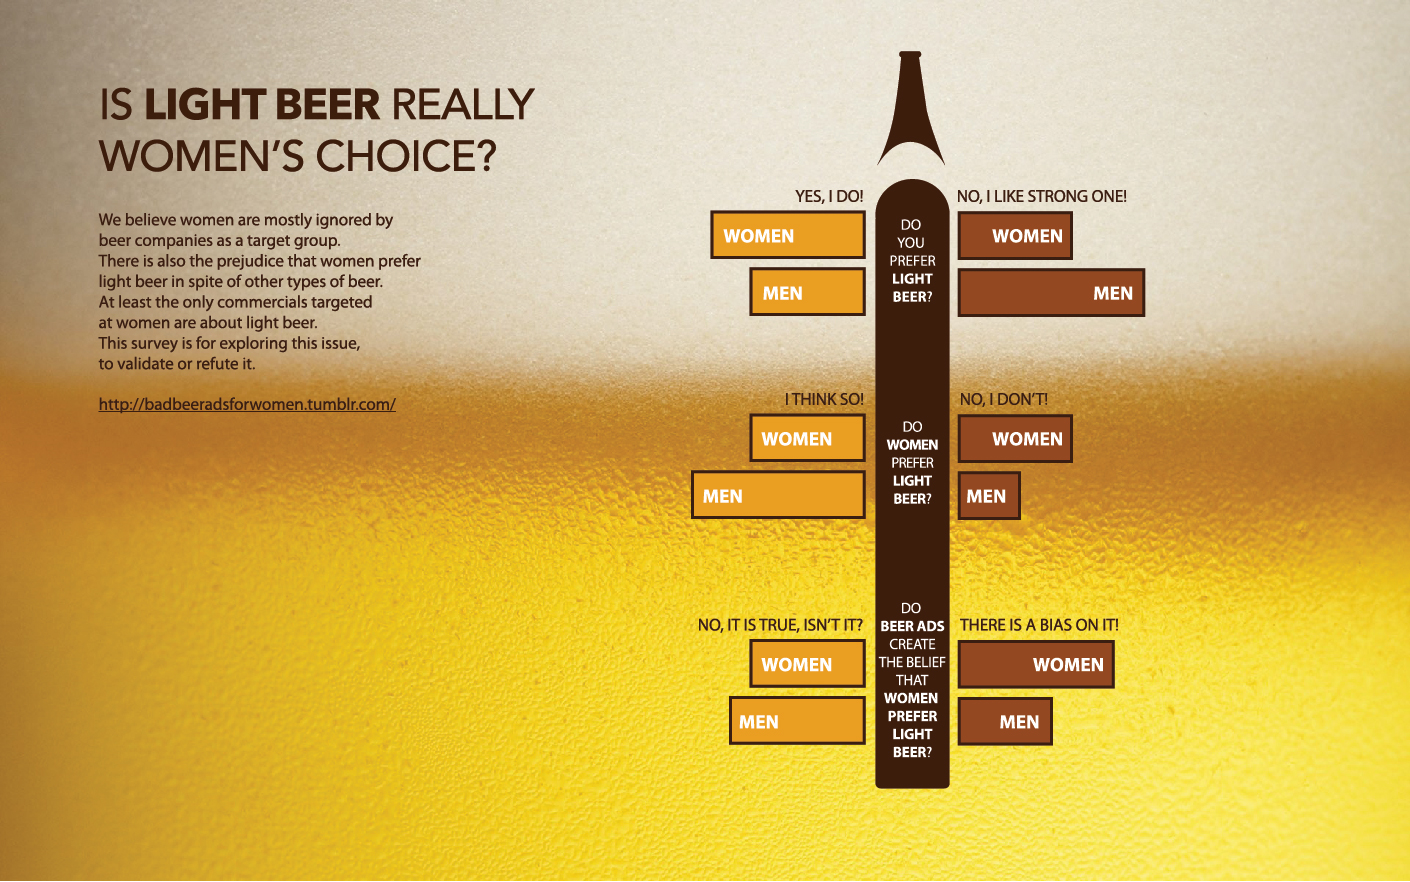 IS LIGHT BEER REALLY
WOMEN'S CHOICE?
We believe women are mostly ignored by
beer companies as a target group.
There is also the prejudice that women prefer
light beer in spite of other types of beer.
At least the only commercials targeted
at women are about light beer.
This survey is for exploring this issue,
to validate or refute it.
http://badbeeradsforwomen.tumblr.com/
YES, I DO!
WOMEN
MEN
DO
YOU
PREFER
LIGHT
BEER?
NO, I LIKE STRONG ONE!
WOMEN
MEN
I THINK SO!
WOMEN
MEN
DO
WOMEN
PREFER
LIGHT
BEER?
NO, I DON'T!
WOMEN
MEN
NO, IT IS TRUE, ISN'T IT?
WOMEN
MEN
DO
BEER ADS
CREATE
THE BELIEF
THAT
WOMEN
PREFER
LIGHT
BEER?
THERE IS A BIAS ON IT!
WOMEN
MEN